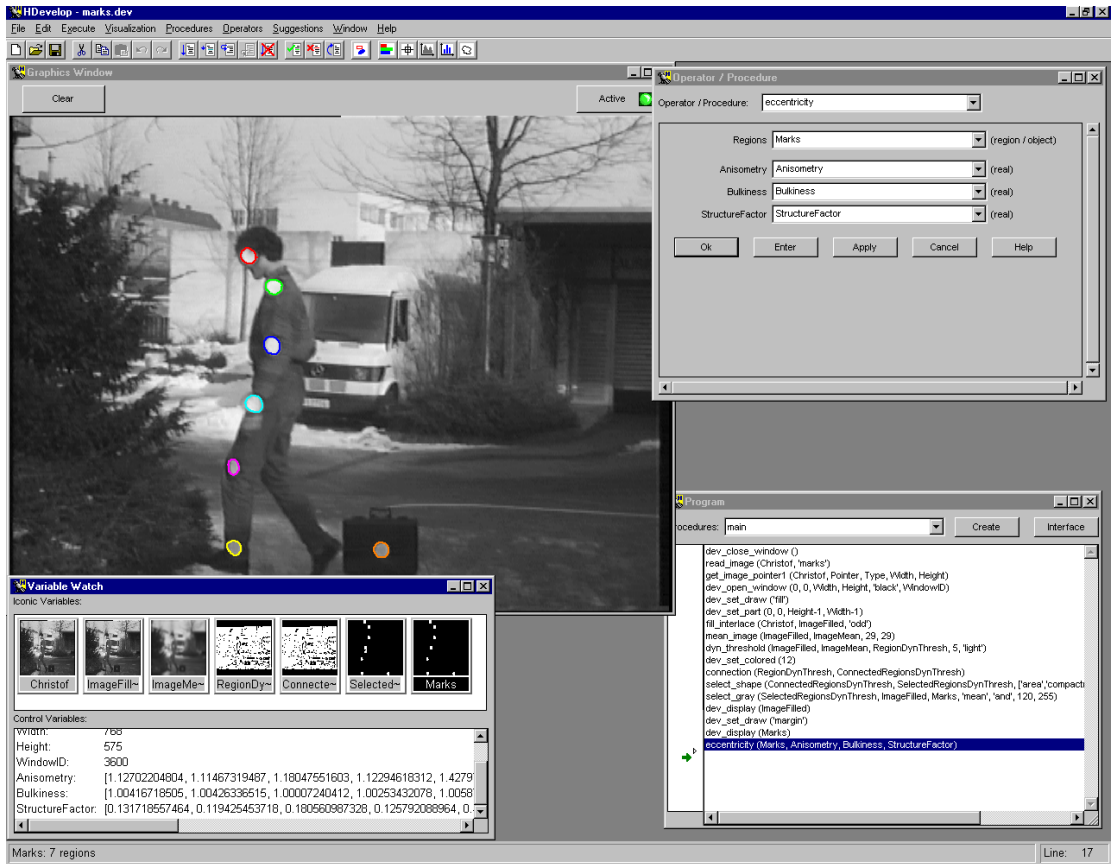 HDevelop - marks.dev
File Edit Execute Visualization Procedures Operators Suggestions Window Help
Graphics Window
Clear
Active
Operator / Procedure
Operator / Procedure: eccentricity
Regions Marks (region / object)
Anisometry Anisometry (real)
Bulkiness Bulkiness (real)
StructureFactor StructureFactor (real)
Ok Enter Apply Cancel Help
Program
rocedures: main Create Interface
dev_close_window ()
read_image (Christof, 'marks')
get_image_pointer1 (Christof, Pointer, Type, Width, Height)
dev_open_window (0, 0, Width, Height, 'black', WindowID)
dev_set_draw ('fill')
dev_set_part (0, 0, Height-1, Width-1)
fill_interlace (Christof, ImageFilled, 'odd')
mean_image (ImageFilled, ImageMean, 29, 29)
dyn_threshold (ImageFilled, ImageMean, RegionDynThresh, 5, 'light')
dev_set_colored (12)
connection (RegionDynThresh, ConnectedRegionsDynThresh)
select_shape (ConnectedRegionsDynThresh, SelectedRegionsDynThresh, ['area','compactn
select_gray (SelectedRegionsDynThresh, ImageFilled, Marks, 'mean', 'and', 120, 255)
dev_display (ImageFilled)
dev_set_draw ('margin')
dev_display (Marks)
eccentricity (Marks, Anisometry, Bulkiness, StructureFactor)
Variable Watch
Iconic Variables:
Christof ImageFill~ ImageMe~ RegionDy~ Connecte~ Selected~ Marks
Control Variables:
Width: 768
Height: 575
WindowID: 3600
Anisometry: [1.12702204804, 1.11467319487, 1.18047551603, 1.12294618312, 1.4279
Bulkiness: [1.00416718505, 1.00426336515, 1.00007240412, 1.00253432078, 1.0058
StructureFactor: [0.131718557464, 0.119425453718, 0.180560987328, 0.125792088964, 0.
Marks: 7 regions
Line: 17